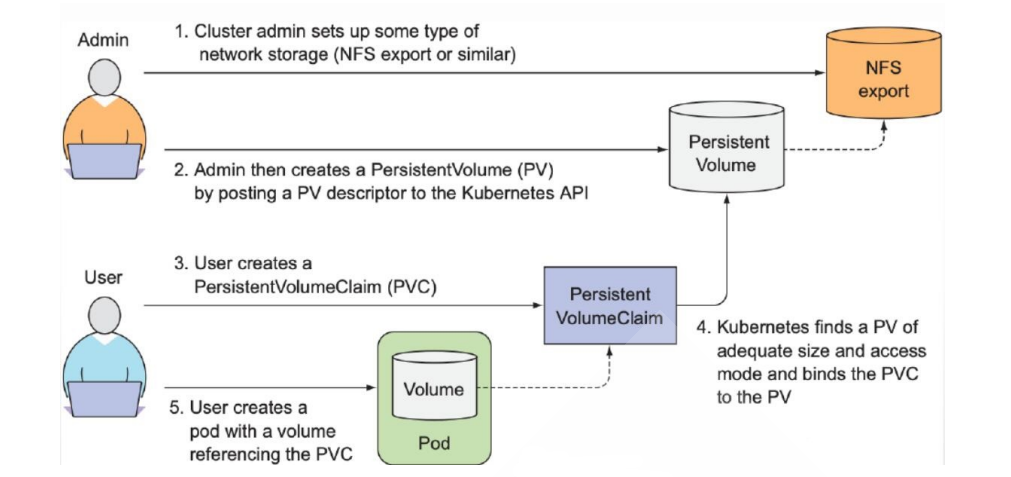 Admin
1. Cluster admin sets up some type of
network storage (NFS export or similar)
NFS
export
Persistent
Volume
2. Admin then creates a PersistentVolume (PV)
by posting a PV descriptor to the Kubernetes API
User
3. User creates a
PersistentVolumeClaim (PVC)
Persistent
VolumeClaim
4. Kubernetes finds a PV of
adequate size and access
mode and binds the PVC
to the PV
Volume
Pod
5. User creates a
pod with a volume
referencing the PVC